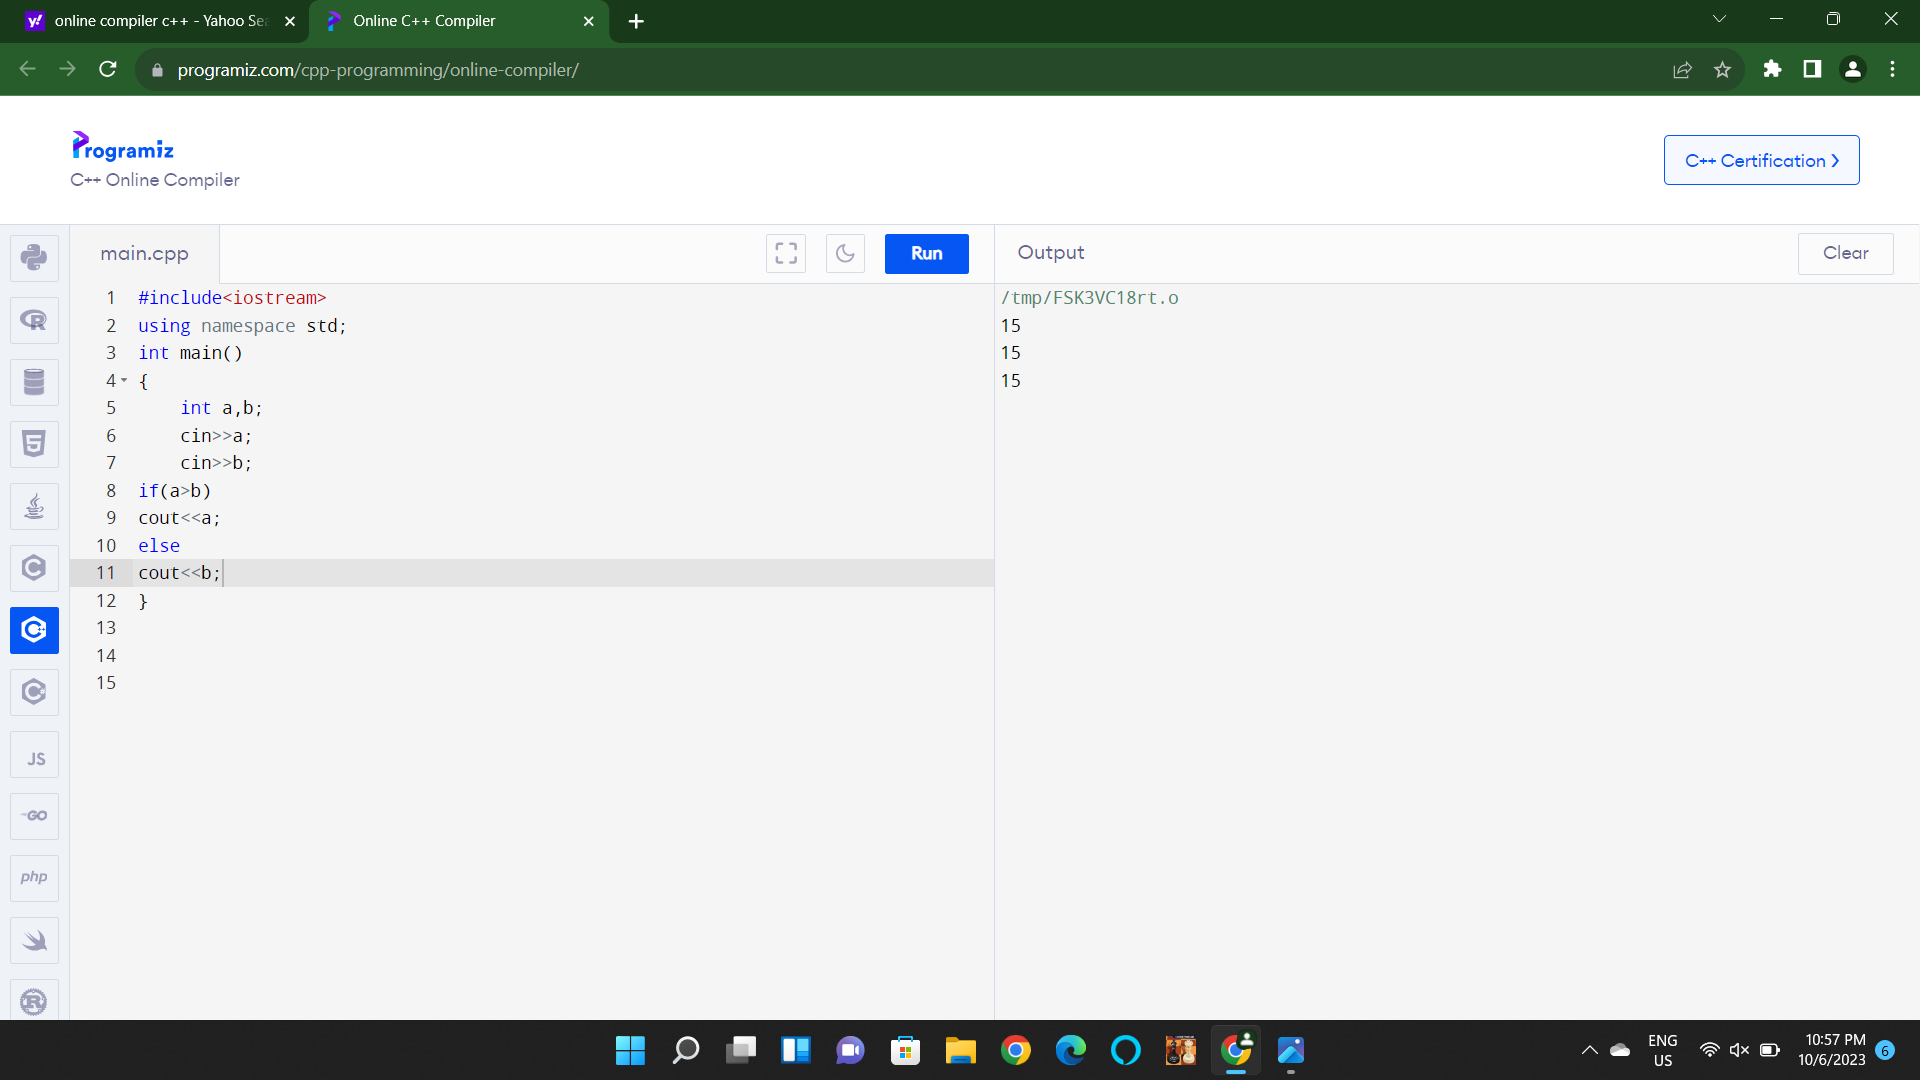 online compiler c++ - Yahoo Sea
Online C++ Compiler
programiz.com/cpp-programming/online-compiler/
Programiz
C++ Online Compiler
C++ Certification
main.cpp
Run
Output
Clear
1 #include<iostream>
2 using namespace std;
3 int main()
4 {
5 int a,b;
6 cin>>a;
7 cin>>b;
8 if(a>b)
9 cout<<a;
10 else
11 cout<<b;
12 }
13
14
15
/tmp/FSK3VC18rt.o
15
15
15
JS
GO
php
ENG
US
10:57 PM
10/6/2023
6